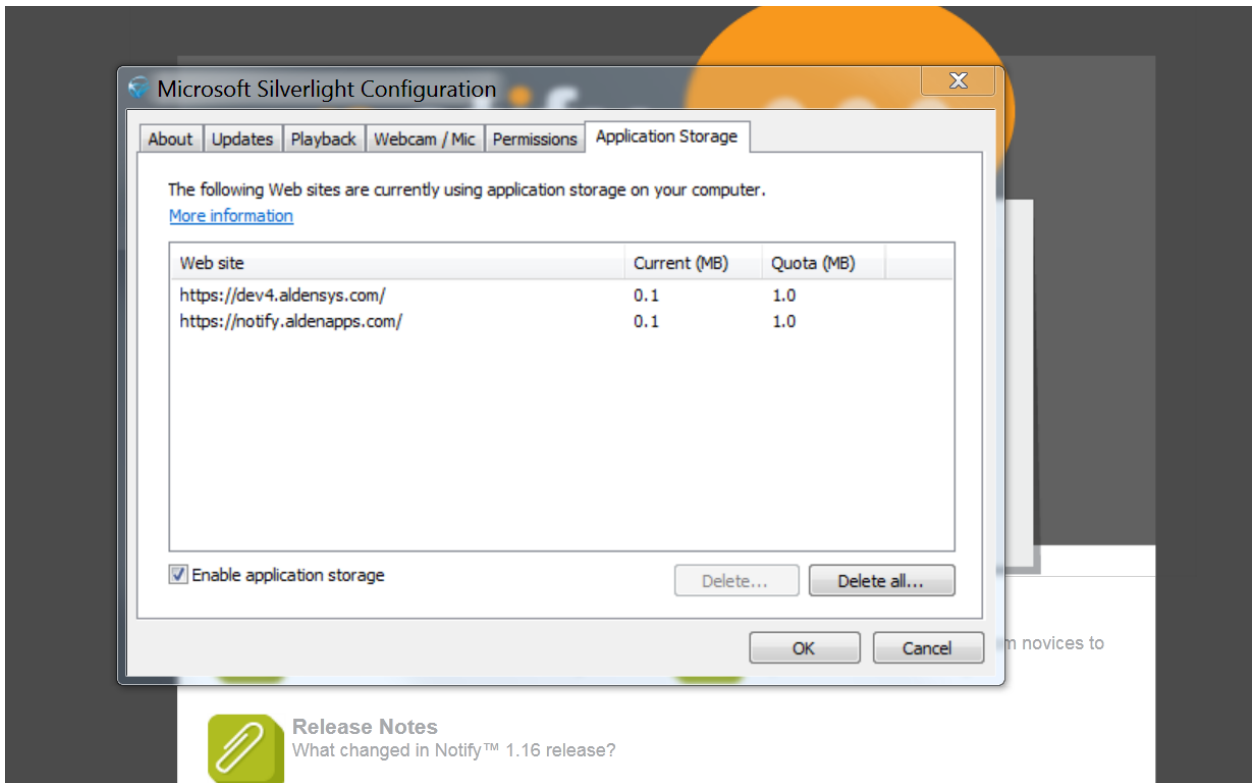 Microsoft Silverlight Configuration
About Updates Playback Webcam / Mic Permissions Application Storage
The following Web sites are currently using application storage on your computer.
More information
Web site Current (MB) Quota (MB)
https://dev4.aldensys.com/ 0.1 1.0
https://notify.aldenapps.com/ 0.1 1.0
Enable application storage Delete... Delete all...
OK Cancel
novices to
Release Notes
What changed in Notify™ 1.16 release?